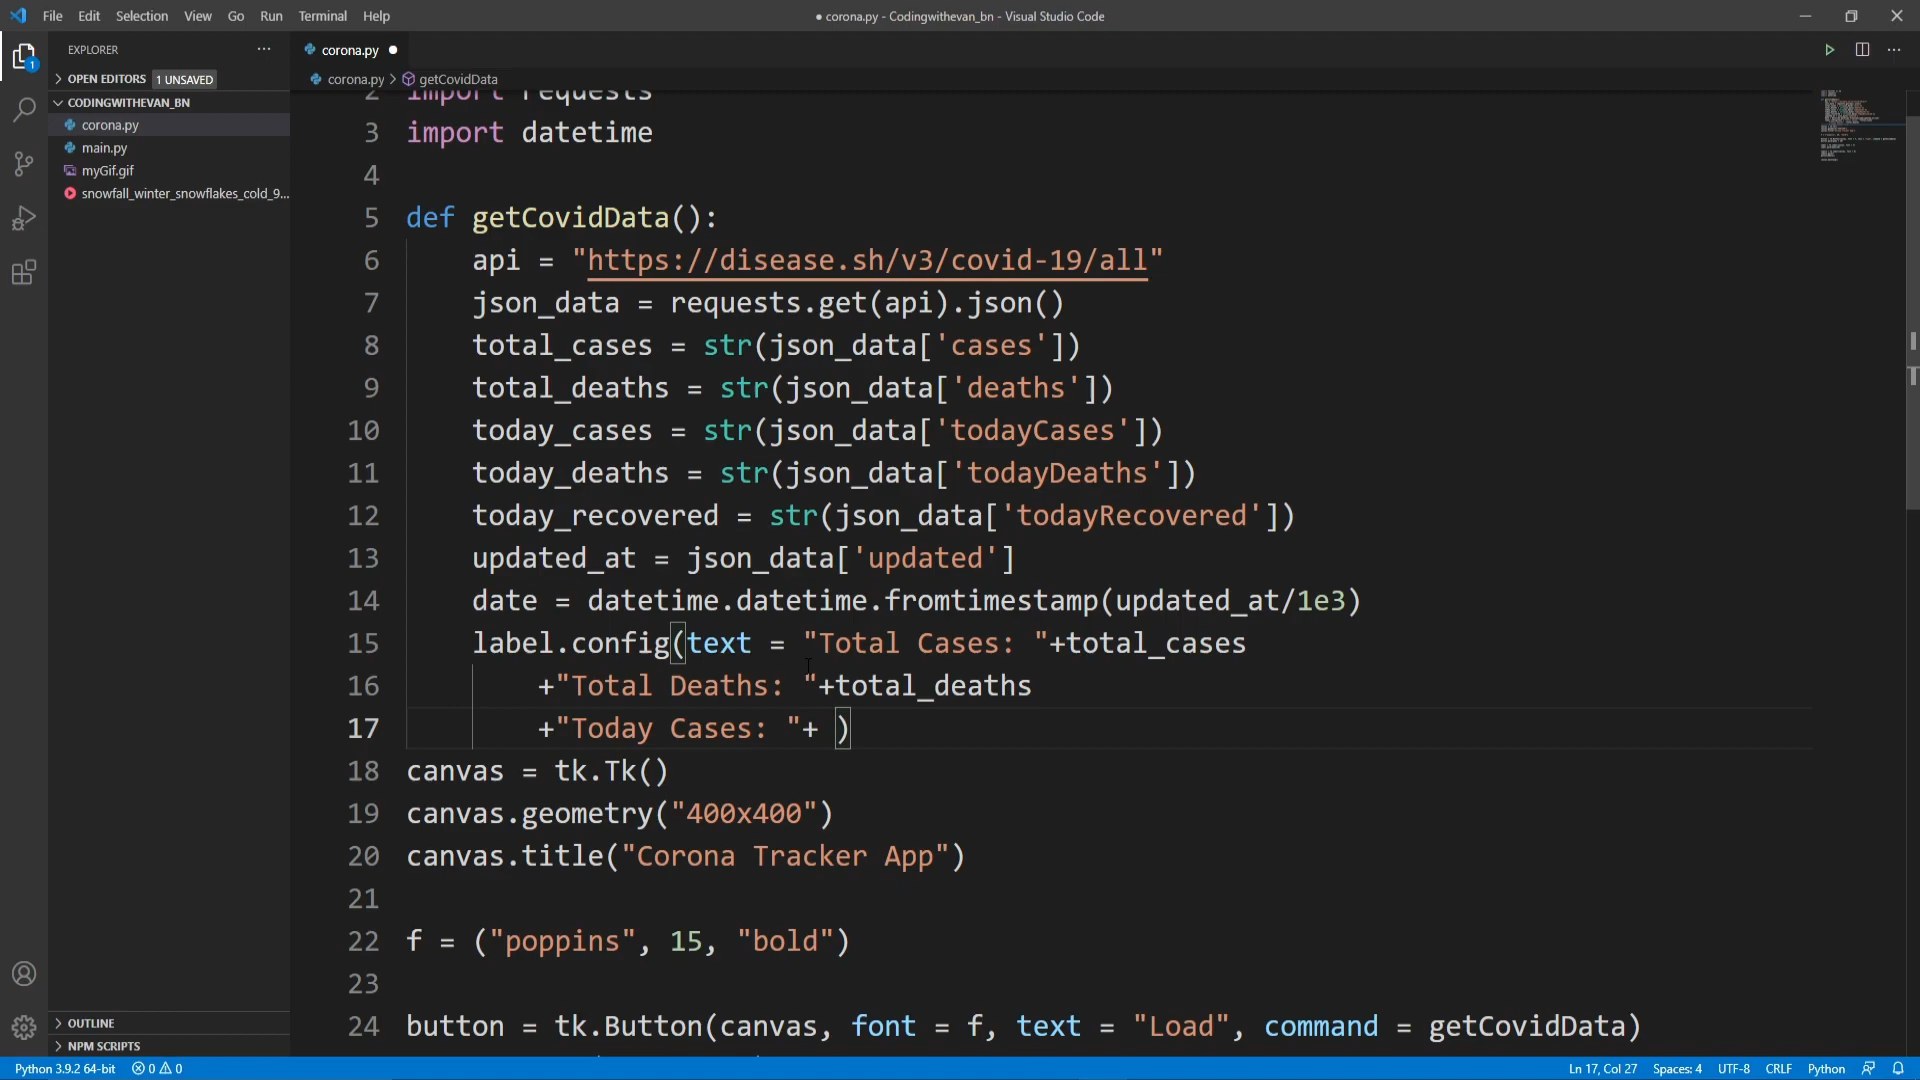 File Edit Selection View Go Run Terminal Help
● corona.py - Codingwithevan_bn - Visual Studio Code
EXPLORER
corona.py
OPEN EDITORS 1 UNSAVED
corona.py > getCovidData
CODINGWITHEVAN_BN
corona.py
main.py
myGif.gif
snowfall_winter_snowflakes_cold_9...
1
2 import requests
3 import datetime
4
5 def getCovidData():
6 api = "https://disease.sh/v3/covid-19/all"
7 json_data = requests.get(api).json()
8 total_cases = str(json_data['cases'])
9 total_deaths = str(json_data['deaths'])
10 today_cases = str(json_data['todayCases'])
11 today_deaths = str(json_data['todayDeaths'])
12 today_recovered = str(json_data['todayRecovered'])
13 updated_at = json_data['updated']
14 date = datetime.datetime.fromtimestamp(updated_at/1e3)
15 label.config(text = "Total Cases: "+total_cases
16 +"Total Deaths: "+total_deaths
17 +"Today Cases: "+ )
18 canvas = tk.Tk()
19 canvas.geometry("400x400")
20 canvas.title("Corona Tracker App")
21
22 f = ("poppins", 15, "bold")
23
24 button = tk.Button(canvas, font = f, text = "Load", command = getCovidData)
OUTLINE
NPM SCRIPTS
Python 3.9.2 64-bit 0 0
Ln 17, Col 27 Spaces: 4 UTF-8 CRLF Python